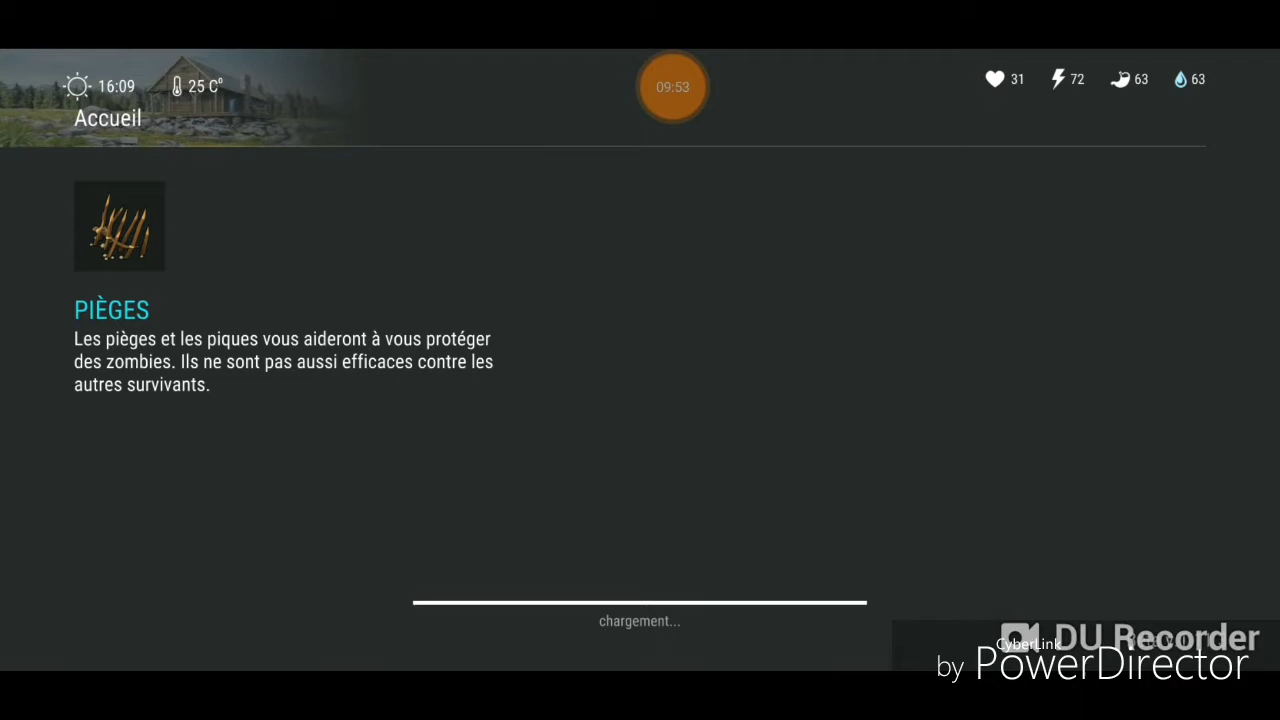 16:09 25 C°
Accueil
09:53
31 72 63 63
PIÈGES
Les pièges et les piques vous aideront à vous protéger
des zombies. Ils ne sont pas aussi efficaces contre les
autres survivants.
chargement...
DU Recorder
CyberLink
by PowerDirector